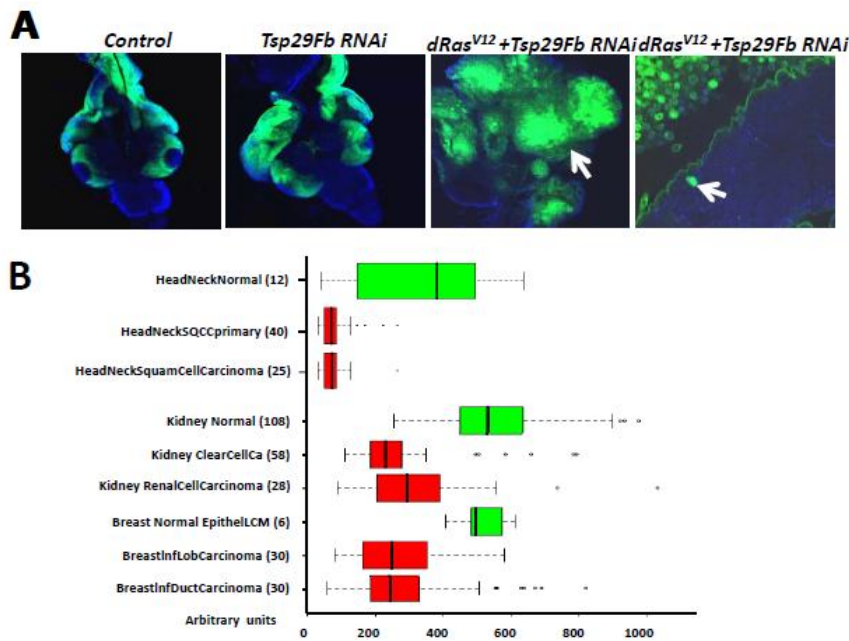 A
Control
Tsp29Fb RNAi
dRasV12 +Tsp29Fb RNAi
dRasV12 +Tsp29Fb RNAi
B
HeadNeckNormal (12)
HeadNeckSQCCprimary (40)
HeadNeckSquamCellCarcinoma (25)
Kidney Normal (108)
Kidney ClearCellCa (58)
Kidney RenalCellCarcinoma (28)
Breast Normal EpithelLCM (6)
BreastInfLobCarcinoma (30)
BreastInfDuctCarcinoma (30)
Arbitrary units
0 200 400 600 800 1000